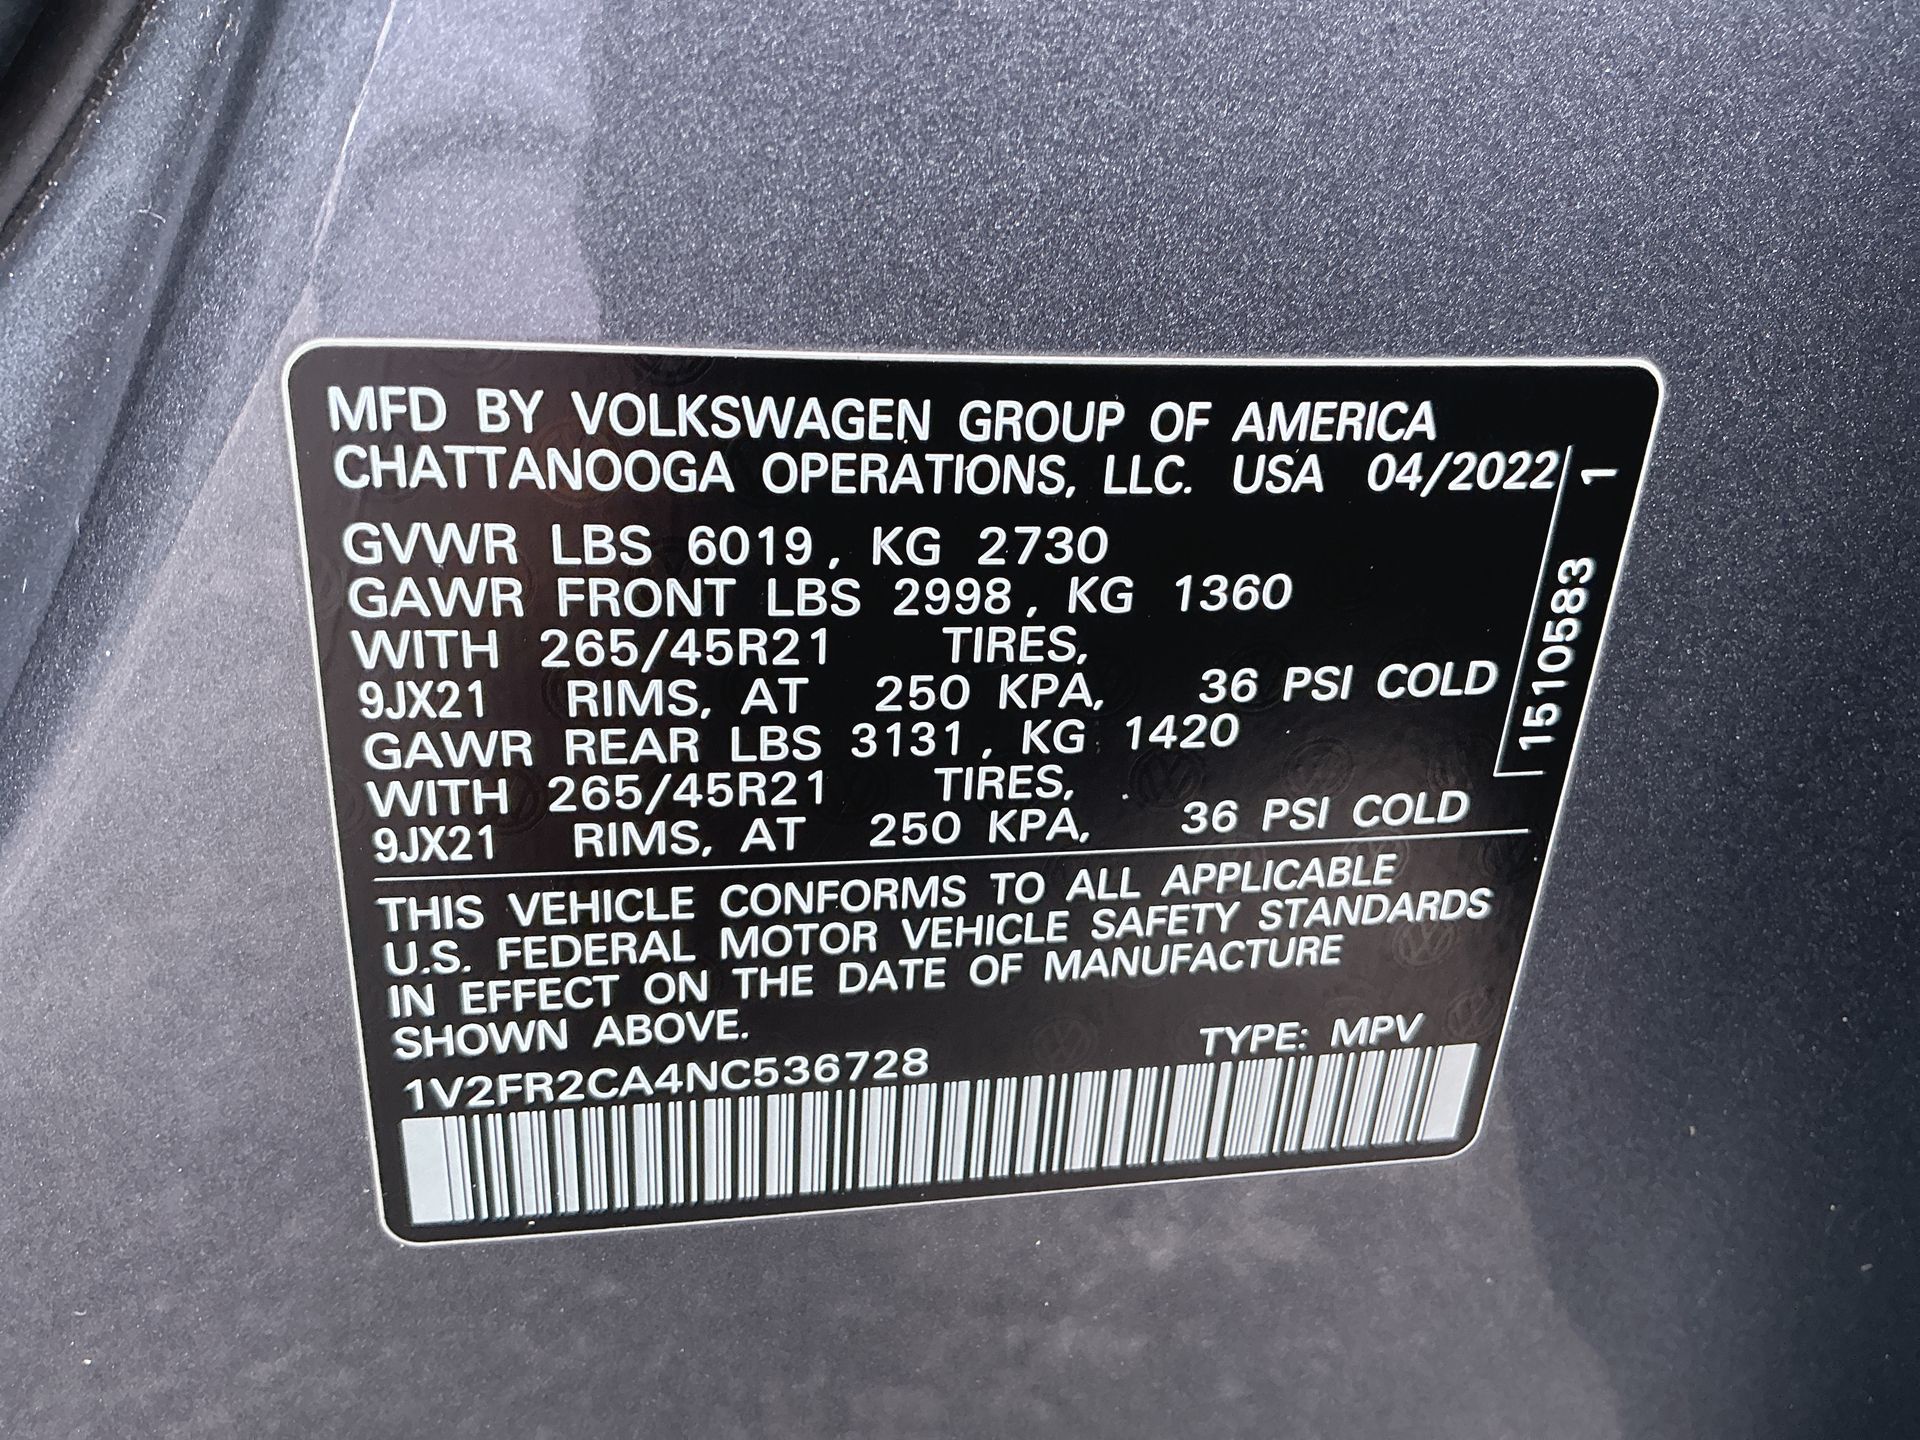 MFD BY VOLKSWAGEN GROUP OF AMERICA
CHATTANOOGA OPERATIONS, LLC. USA 04/2022
GVWR LBS 6019, KG 2730
GAWR FRONT LBS 2998, KG 1360
WITH 265/45R21 TIRES,
9JX21 RIMS, AT 250 KPA, 36 PSI COLD
GAWR REAR LBS 3131, KG 1420
WITH 265/45R21 TIRES,
9JX21 RIMS, AT 250 KPA, 36 PSI COLD
1510583 1
THIS VEHICLE CONFORMS TO ALL APPLICABLE
U.S. FEDERAL MOTOR VEHICLE SAFETY STANDARDS
IN EFFECT ON THE DATE OF MANUFACTURE
SHOWN ABOVE.
TYPE: MPV
1V2FR2CA4NC536728